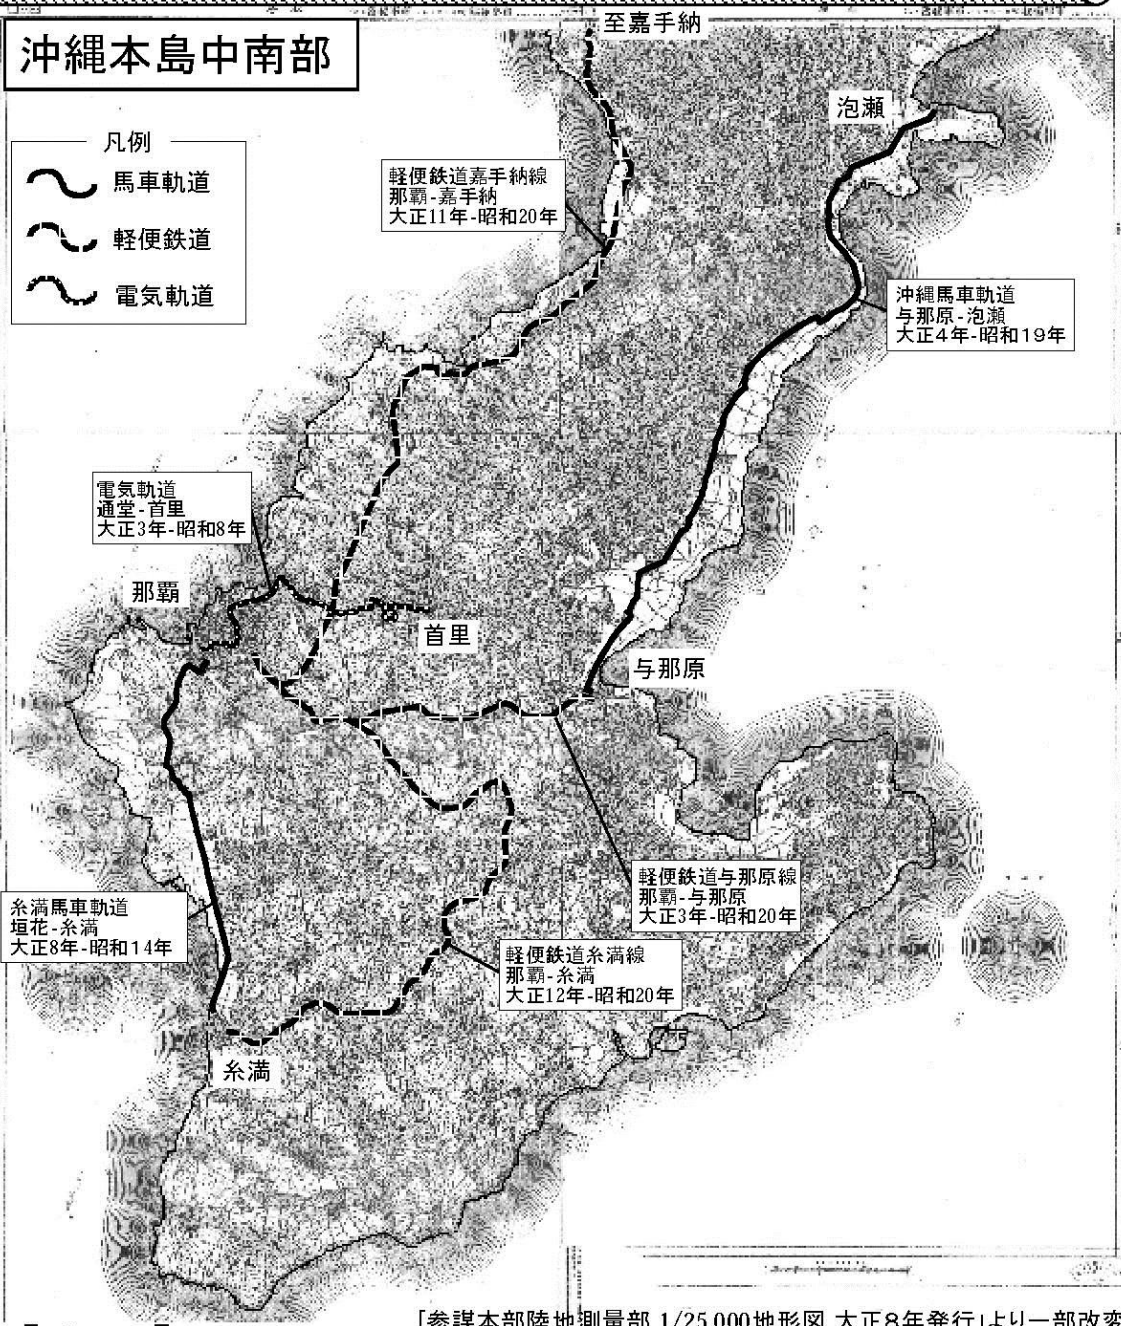 沖縄本島中南部
至嘉手納
泡瀬
凡例
馬車軌道
軽便鉄道
電気軌道
軽便鉄道嘉手納線
那覇-嘉手納
大正11年-昭和20年
沖縄馬車軌道
与那原-泡瀬
大正4年-昭和19年
電気軌道
通堂-首里
大正3年-昭和8年
那覇
首里
与那原
糸満馬車軌道
垣花-糸満
大正8年-昭和14年
軽便鉄道与那原線
那覇-与那原
大正3年-昭和20年
軽便鉄道糸満線
那覇-糸満
大正12年-昭和20年
糸満
「参謀本部陸地測量部 1/25,000地形図 大正8年発行」より一部改変